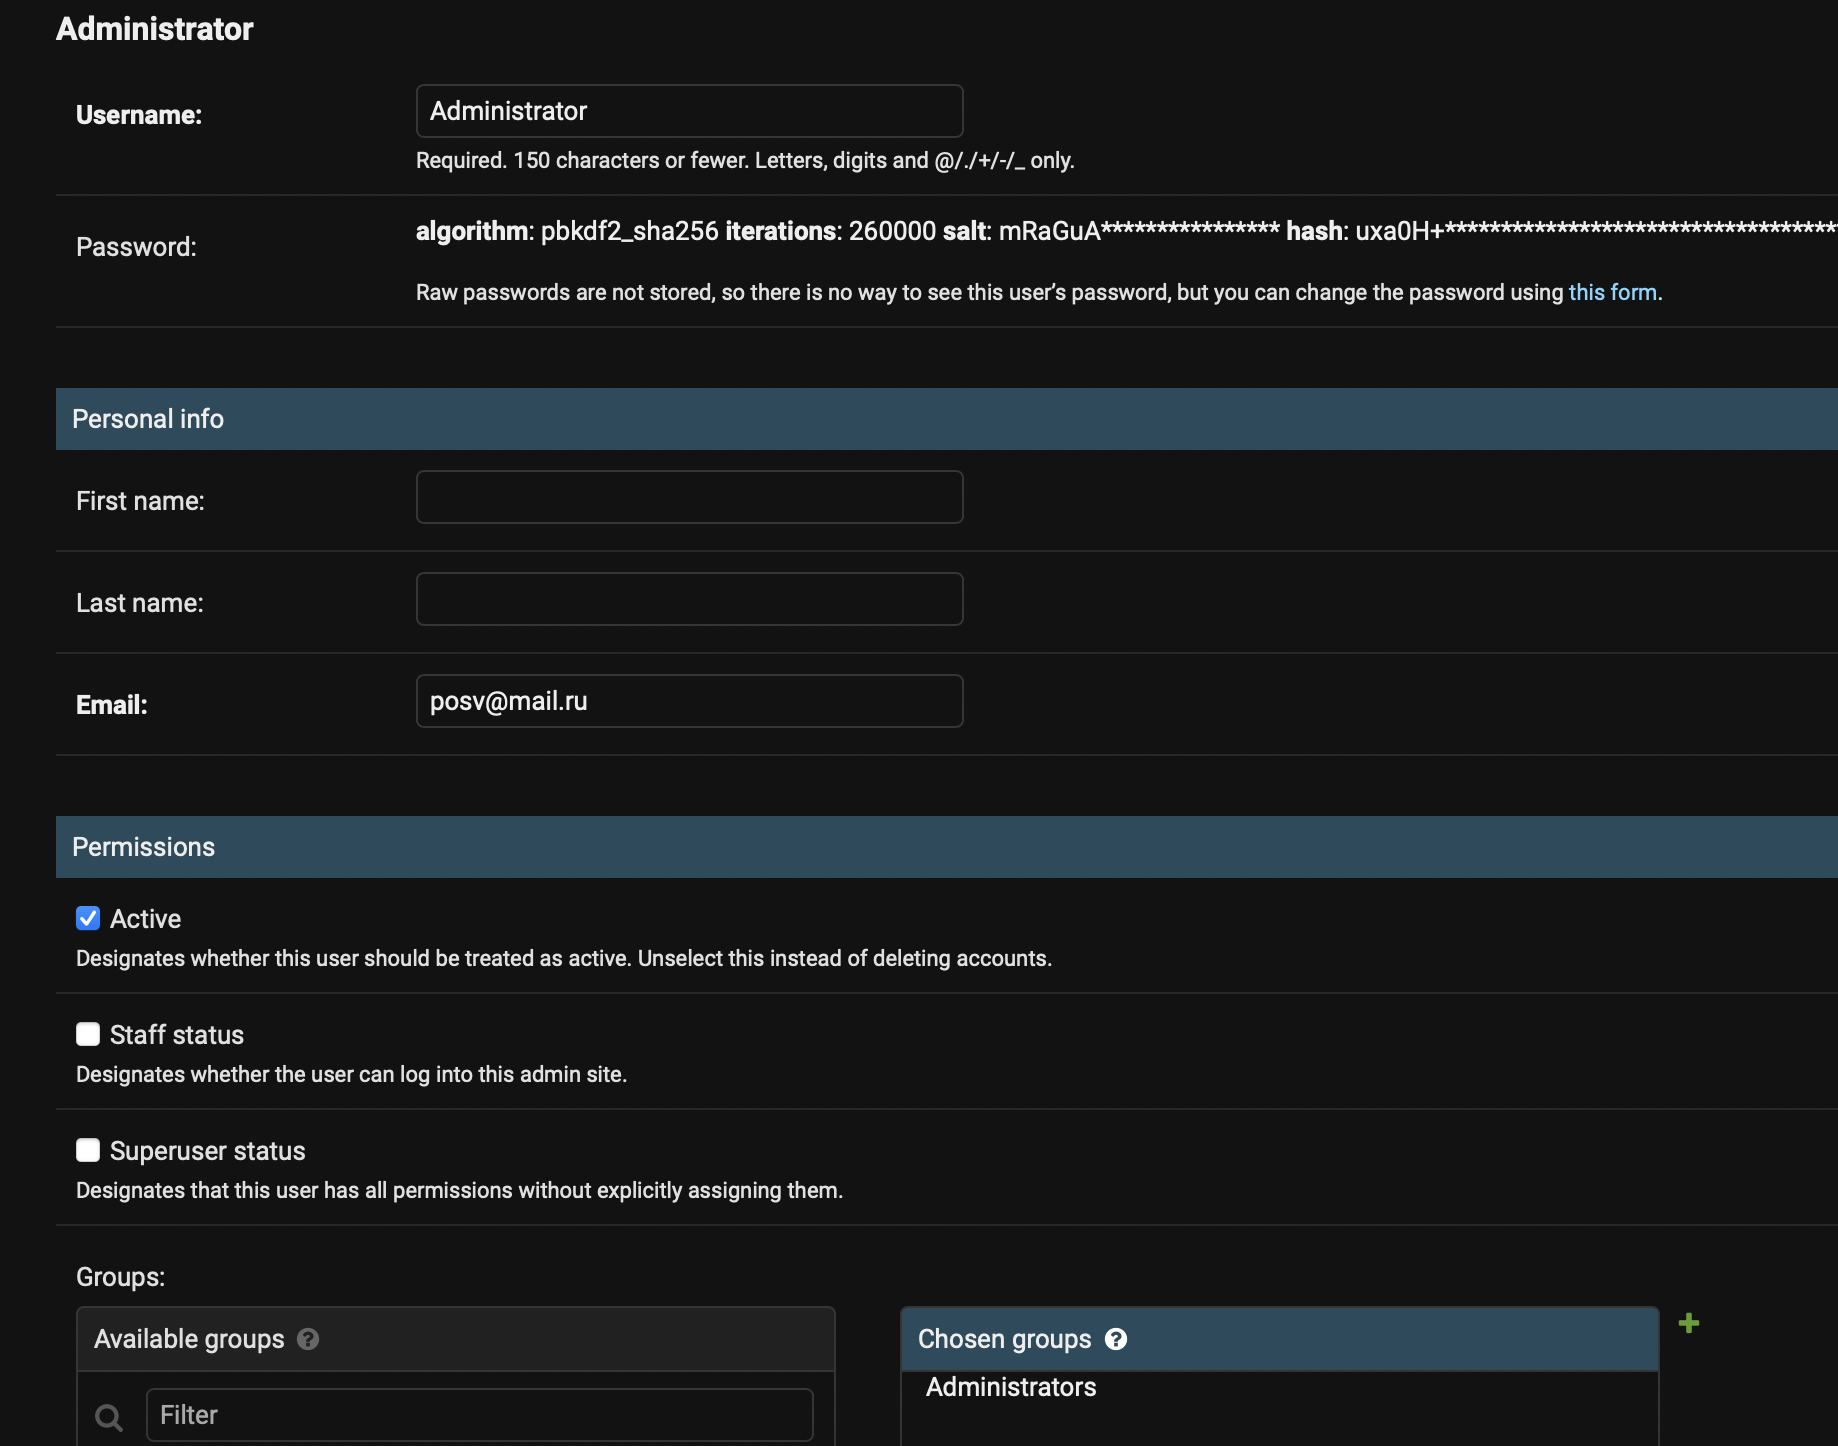 Administrator
Username:
Administrator
Required. 150 characters or fewer. Letters, digits and @/./+/-/_ only.
Password:
algorithm: pbkdf2_sha256 iterations: 260000 salt: mRaGuA**************** hash: uxa0H+**************************************
Raw passwords are not stored, so there is no way to see this user’s password, but you can change the password using this form.
Personal info
First name:
Last name:
Email:
posv@mail.ru
Permissions
Active
Designates whether this user should be treated as active. Unselect this instead of deleting accounts.
Staff status
Designates whether the user can log into this admin site.
Superuser status
Designates that this user has all permissions without explicitly assigning them.
Groups:
Available groups ?
Filter
Chosen groups ?
Administrators